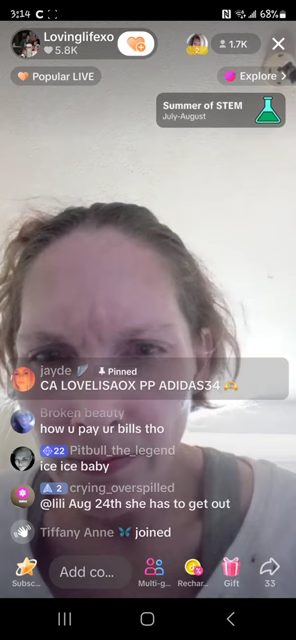 3:14
68%
Lovinglifexo
5.8K
1.7K
Popular LIVE
Explore >
Summer of STEM
July-August
jayde Pinned
CA LOVELISAOX PP ADIDAS34
Broken beauty
how u pay ur bills tho
22 Pitbull_the_legend
ice ice baby
2 crying_overspilled
@lili Aug 24th she has to get out
Tiffany Anne 🦋 joined
Subsc...
Add co...
Multi-g...
Rechar...
Gift
33